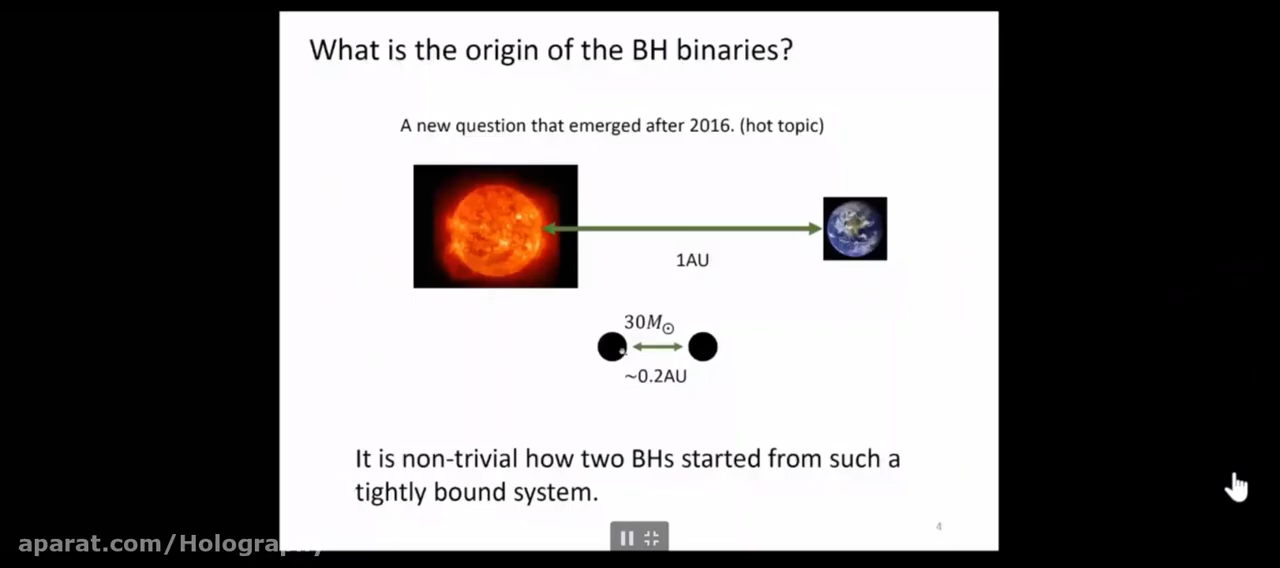 What is the origin of the BH binaries?
A new question that emerged after 2016. (hot topic)
1AU
30M☉
~0.2AU
It is non-trivial how two BHs started from such a
tightly bound system.
4
aparat.com/Holography